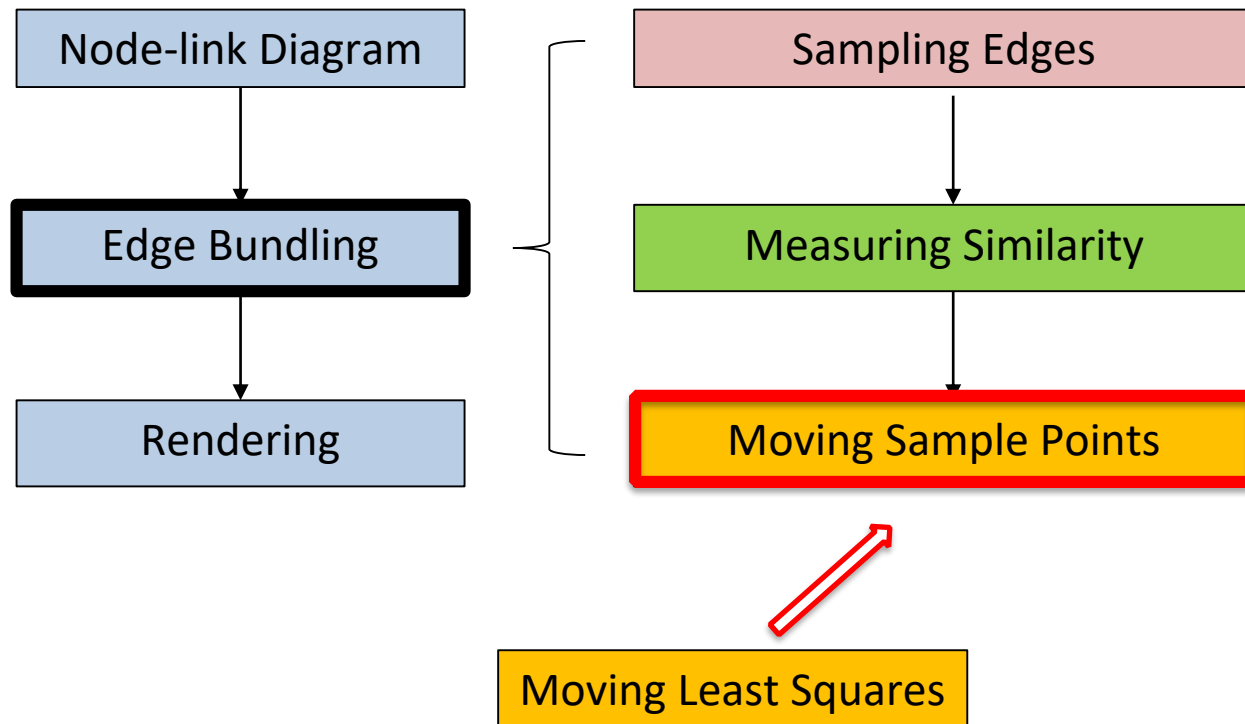 Node-link Diagram
Edge Bundling
Rendering
Sampling Edges
Measuring Similarity
Moving Sample Points
Moving Least Squares